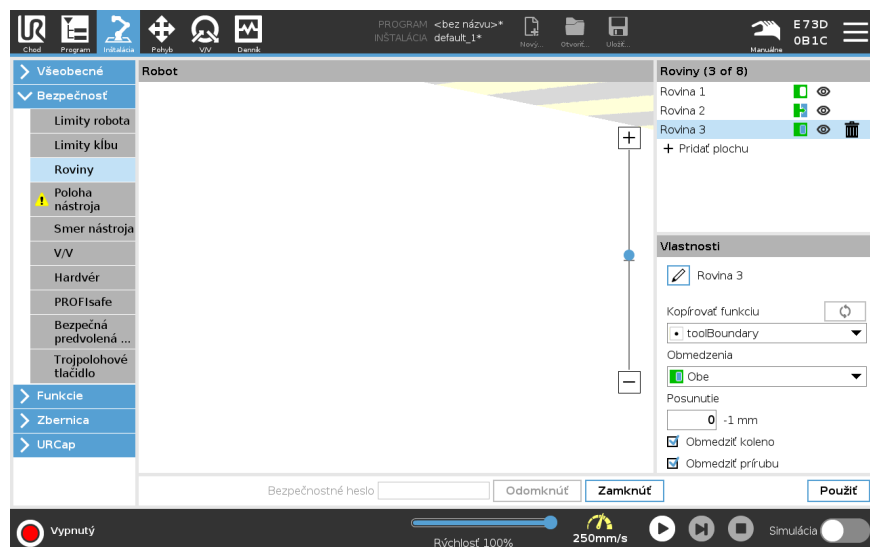 PROGRAM <bez názvu>*
INŠTALÁCIA default_1*
Chod
Program
Inštalácia
Pohyb
V/V
Denník
Nový...
Otvoriť...
Uložiť...
Manuálne
E73D
0B1C
Všeobecné
Bezpečnosť
Limity robota
Limity kĺbu
Roviny
Poloha
nástroja
Smer nástroja
V/V
Hardvér
PROFIsafe
Bezpečná
predvolená ...
Trojpolohové
tlačidlo
Funkcie
Zbernica
URCap
Robot
+
−
Roviny (3 of 8)
Rovina 1
Rovina 2
Rovina 3
+ Pridať plochu
Vlastnosti
Rovina 3
Kopírovať funkciu
toolBoundary
Obmedzenia
Obe
Posunutie
0 -1 mm
Obmedziť koleno
Obmedziť prírubu
Bezpečnostné heslo
Odomknúť
Zamknúť
Použiť
Vypnutý
Rýchlosť 100%
250mm/s
Simulácia